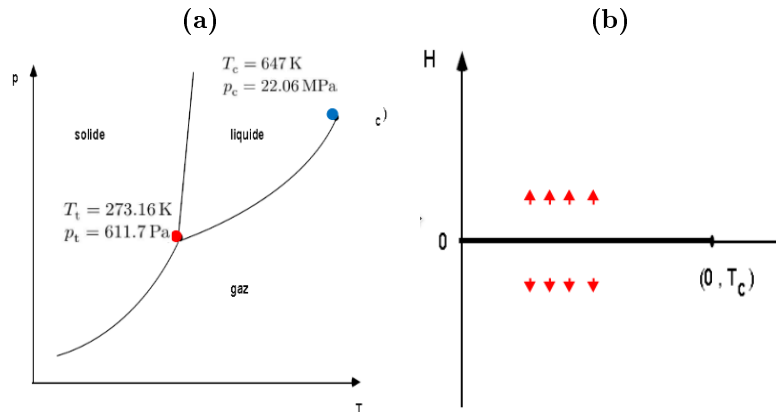 (a)
(b)
p
T_c = 647 K
p_c = 22.06 MPa
c)
solide
liquide
T_t = 273.16 K
p_t = 611.7 Pa
gaz
T
H
0
(0 , T_c)